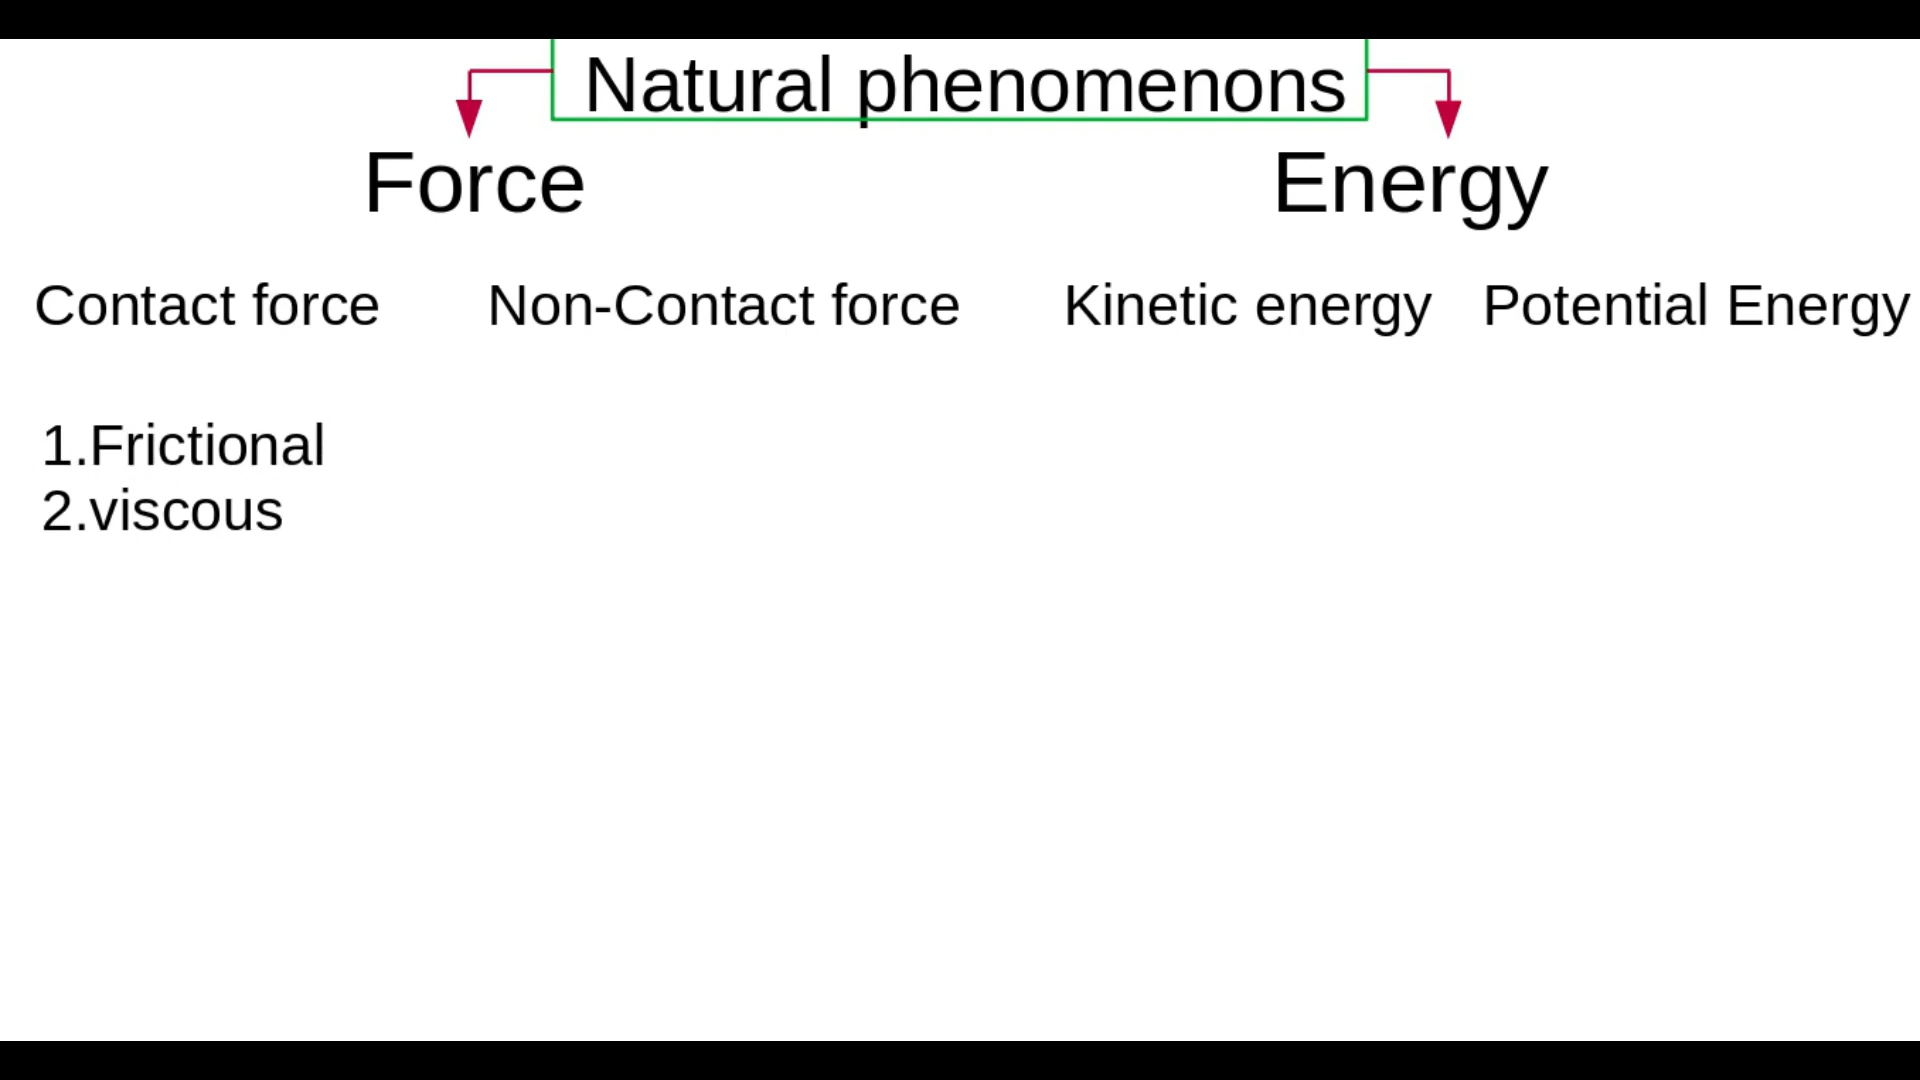 Natural phenomenons
Force
Energy
Contact force
Non-Contact force
Kinetic energy
Potential Energy
1.Frictional
2.viscous